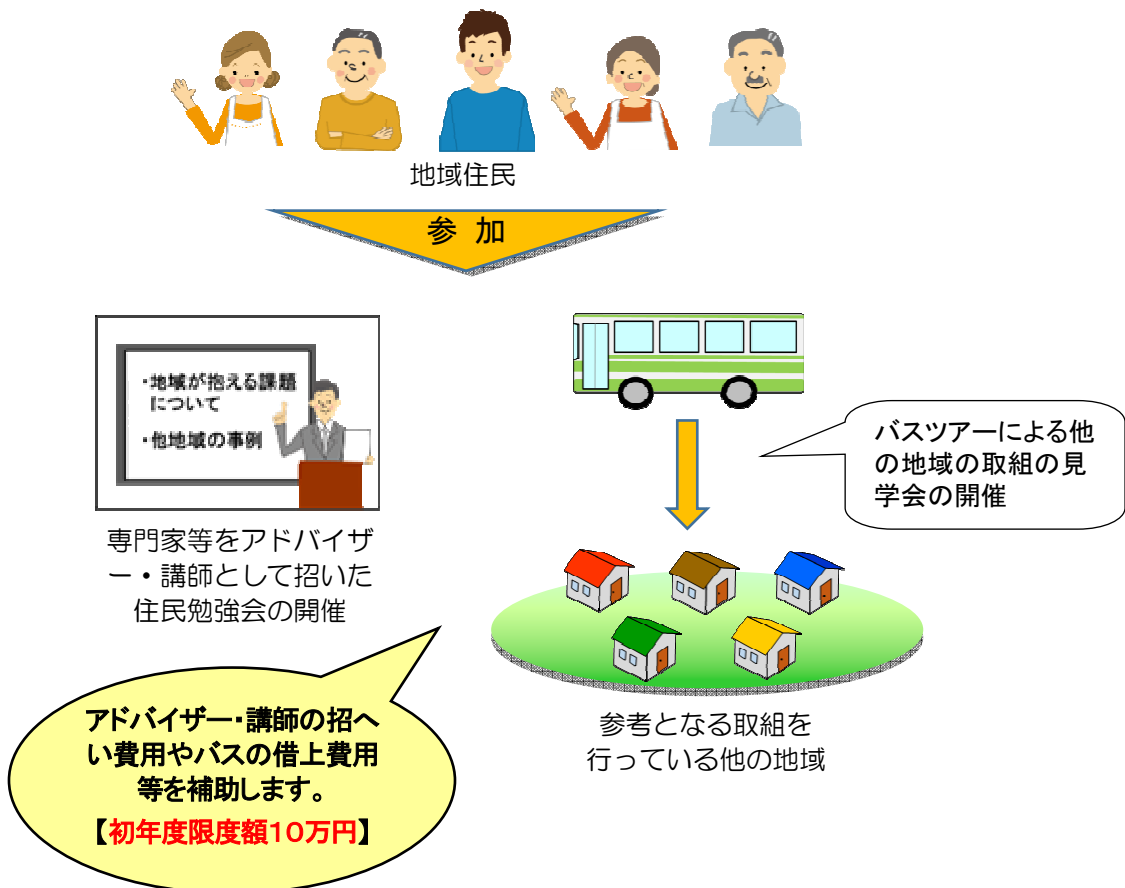 地域住民
参 加
・地域が抱える課題
について
・他地域の事例
専門家等をアドバイザ
ー・講師として招いた
住民勉強会の開催
バスツアーによる他
の地域の取組の見
学会の開催
参考となる取組を
行っている他の地域
アドバイザー・講師の招へ
い費用やバスの借上費用
等を補助します。
【初年度限度額１０万円】